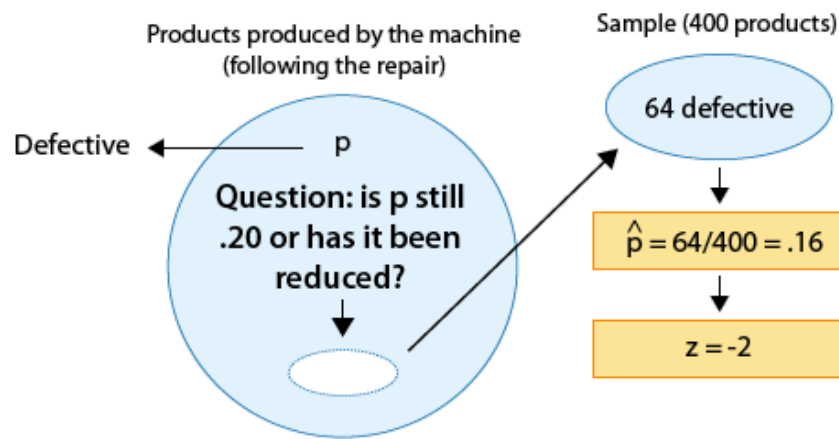 Products produced by the machine
(following the repair)
Sample (400 products)
Defective
p
Question: is p still
.20 or has it been
reduced?
64 defective
p̂ = 64/400 = .16
z = -2